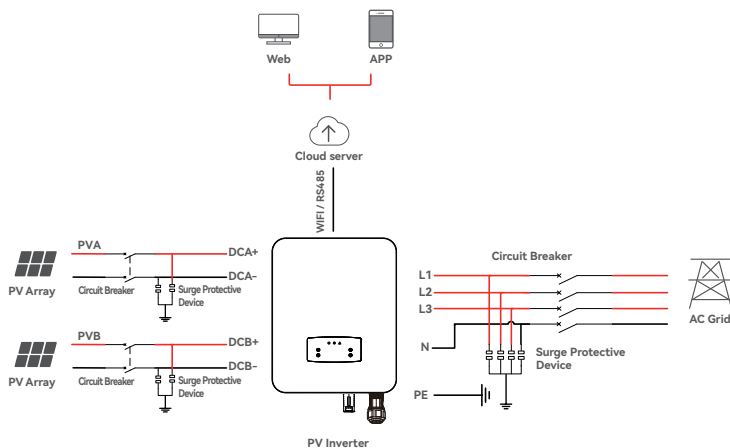 Web
APP
Cloud server
WIFI / RS485
PVA
DCA+
DCA-
PV Array
Circuit Breaker
Surge Protective
Device
PVB
DCB+
DCB-
PV Array
Circuit Breaker
Surge Protective
Device
PV Inverter
Circuit Breaker
L1
L2
L3
N
AC Grid
Surge Protective
Device
PE